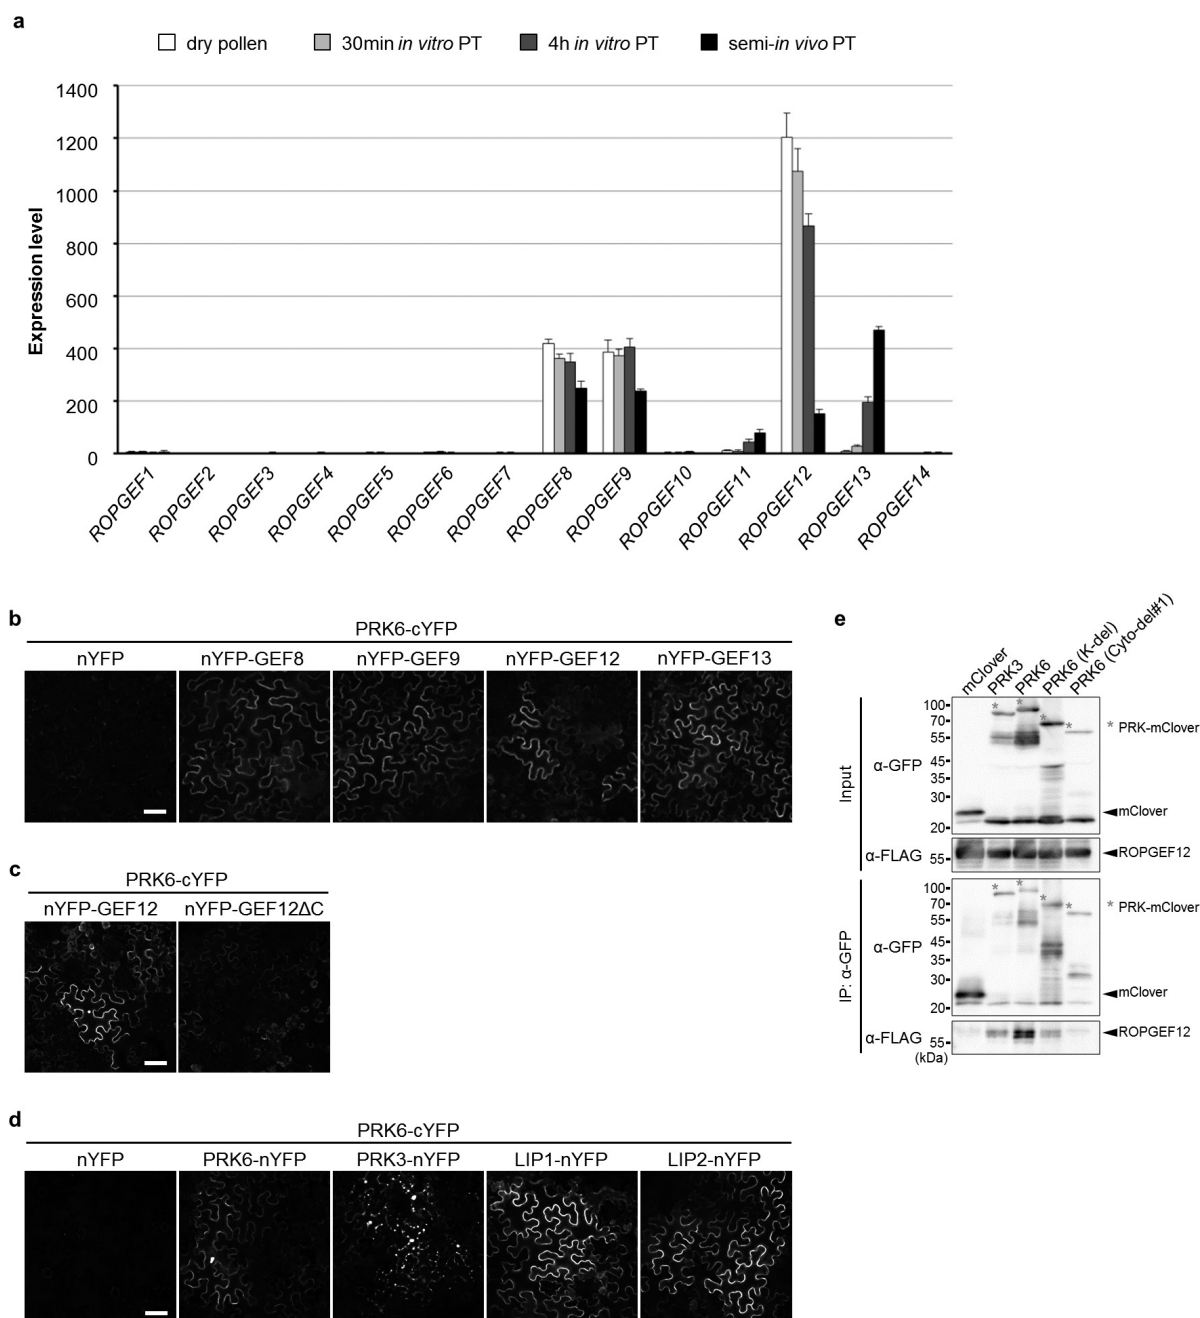 a
dry pollen 30min in vitro PT 4h in vitro PT semi-in vivo PT
Expression level
1400
1200
1000
800
600
400
200
0
ROPGEF1 ROPGEF2 ROPGEF3 ROPGEF4 ROPGEF5 ROPGEF6 ROPGEF7 ROPGEF8 ROPGEF9 ROPGEF10 ROPGEF11 ROPGEF12 ROPGEF13 ROPGEF14
b
PRK6-cYFP
nYFP nYFP-GEF8 nYFP-GEF9 nYFP-GEF12 nYFP-GEF13
c
PRK6-cYFP
nYFP-GEF12 nYFP-GEF12ΔC
d
PRK6-cYFP
nYFP PRK6-nYFP PRK3-nYFP LIP1-nYFP LIP2-nYFP
e
mClover PRK3 PRK6 PRK6 (K-del) PRK6 (Cyto-del#1)
Input
α-GFP
100
70
55
45
35
30
20
* * * *
* PRK-mClover
mClover
α-FLAG
55
ROPGEF12
IP: α-GFP
α-GFP
100
70
55
45
35
30
20
* * * *
* PRK-mClover
mClover
α-FLAG
55
(kDa)
ROPGEF12